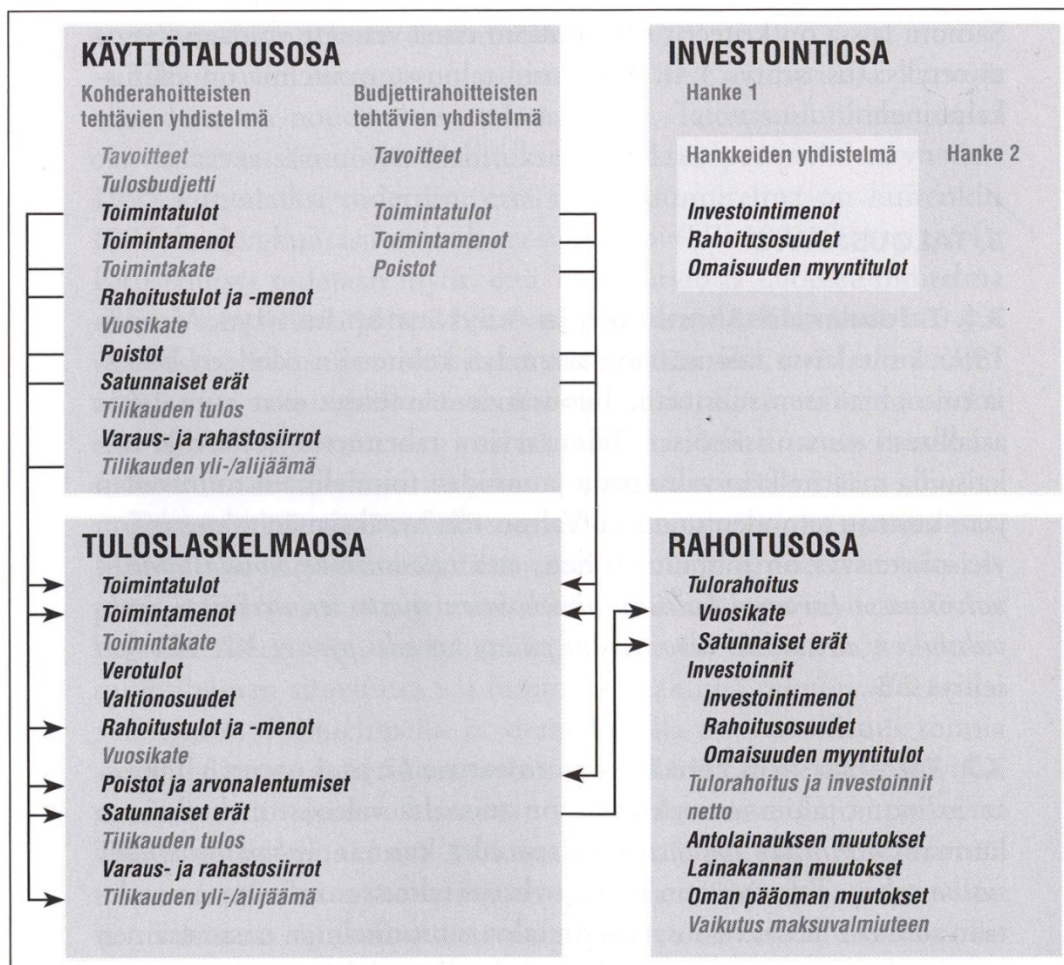 KÄYTTÖTALOUSOSA
Kohderahoitteisten
tehtävien yhdistelmä
Tavoitteet
Tulosbudjetti
Toimintatulot
Toimintamenot
Toimintakate
Rahoitustulot ja -menot
Vuosikate
Poistot
Satunnaiset erät
Tilikauden tulos
Varaus- ja rahastosiirrot
Tilikauden yli-/alijäämä
Budjettirahoitteisten
tehtävien yhdistelmä
Tavoitteet
Toimintatulot
Toimintamenot
Poistot
INVESTOINTIOSA
Hanke 1
Hankkeiden yhdistelmä
Hanke 2
Investointimenot
Rahoitusosuudet
Omaisuuden myyntitulot
TULOSLASKELMAOSA
Toimintatulot
Toimintamenot
Toimintakate
Verotulot
Valtionosuudet
Rahoitustulot ja -menot
Vuosikate
Poistot ja arvonalentumiset
Satunnaiset erät
Tilikauden tulos
Varaus- ja rahastosiirrot
Tilikauden yli-/alijäämä
RAHOITUSOSA
Tulorahoitus
Vuosikate
Satunnaiset erät
Investoinnit
Investointimenot
Rahoitusosuudet
Omaisuuden myyntitulot
Tulorahoitus ja investoinnit
netto
Antolainauksen muutokset
Lainakannan muutokset
Oman pääoman muutokset
Vaikutus maksuvalmiuteen